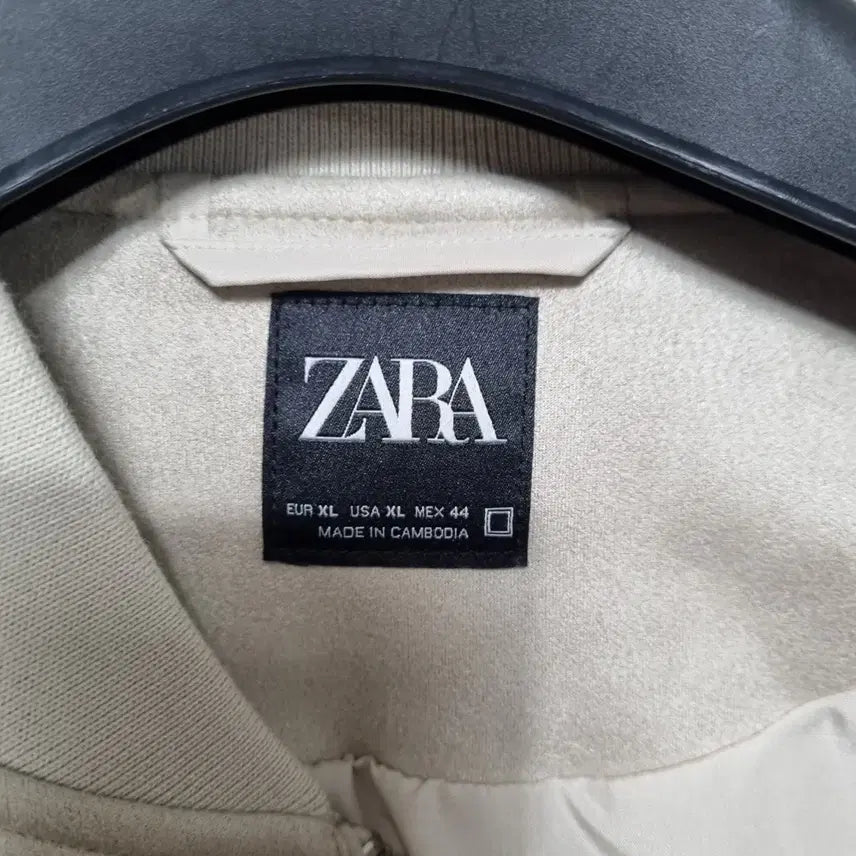 ZARA
EUR XL USA XL MEX 44
MADE IN CAMBODIA